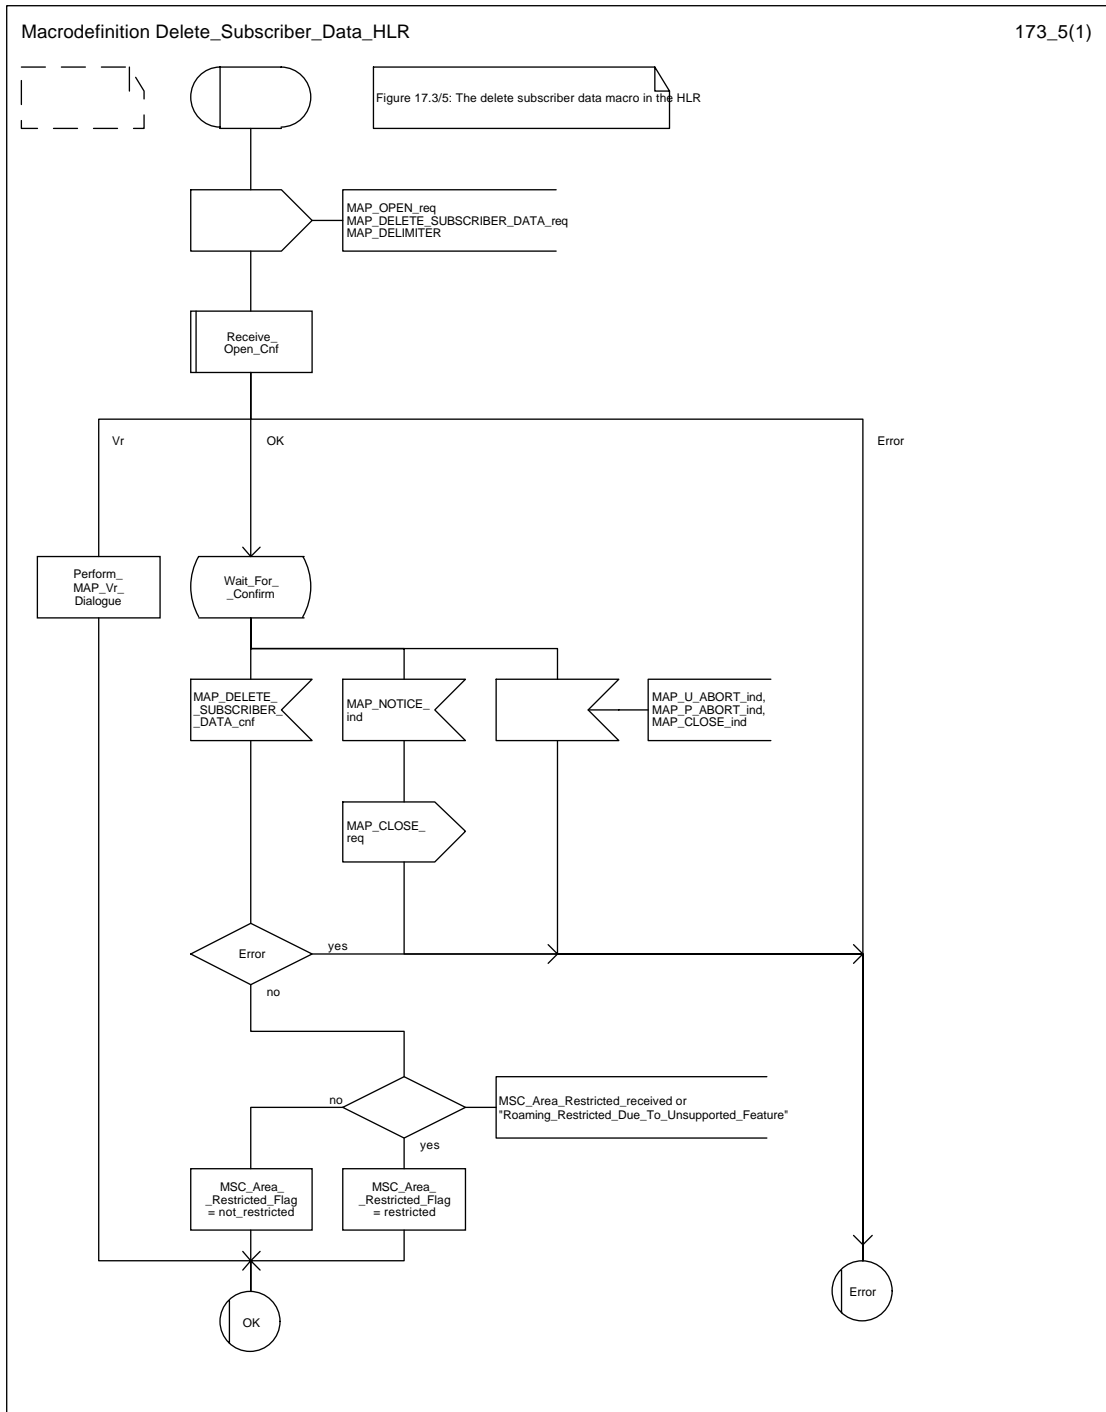 Macrodefinition Delete_Subscriber_Data_HLR
173_5(1)
Figure 17.3/5: The delete subscriber data macro in the HLR
MAP_OPEN_req
MAP_DELETE_SUBSCRIBER_DATA_req
MAP_DELIMITER
Receive_
Open_Cnf
Vr
OK
Error
Perform_
MAP_Vr_
Dialogue
Wait_For_
_Confirm
MAP_DELETE_
_SUBSCRIBER_
_DATA_cnf
MAP_NOTICE_
ind
MAP_U_ABORT_ind,
MAP_P_ABORT_ind,
MAP_CLOSE_ind
MAP_CLOSE_
req
Error
yes
no
no
MSC_Area_Restricted_received or
"Roaming_Restricted_Due_To_Unsupported_Feature"
yes
MSC_Area_
_Restricted_Flag
= not_restricted
MSC_Area_
_Restricted_Flag
= restricted
OK
Error